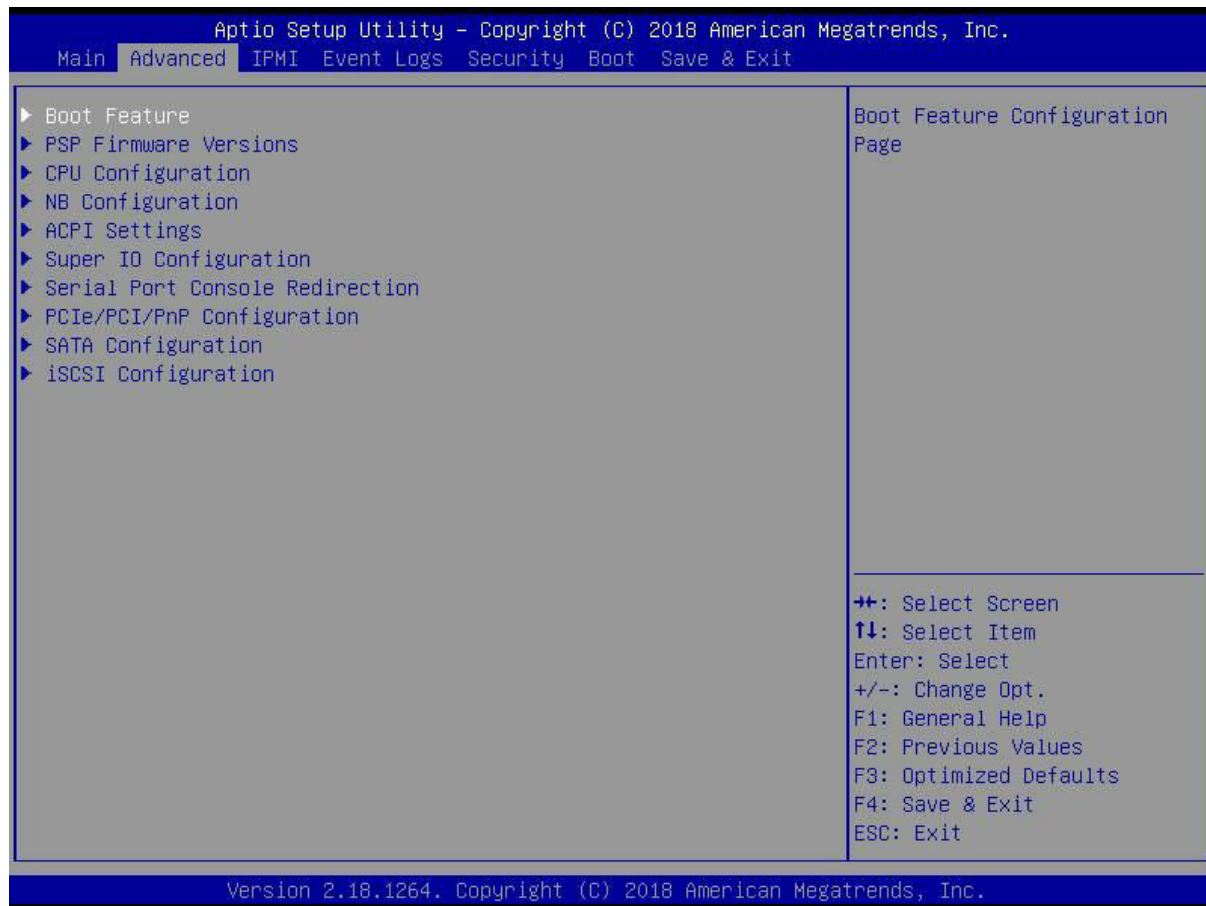 Aptio Setup Utility – Copyright (C) 2018 American Megatrends, Inc.
Main Advanced IPMI Event Logs Security Boot Save & Exit
▶ Boot Feature
▶ PSP Firmware Versions
▶ CPU Configuration
▶ NB Configuration
▶ ACPI Settings
▶ Super IO Configuration
▶ Serial Port Console Redirection
▶ PCIe/PCI/PnP Configuration
▶ SATA Configuration
▶ iSCSI Configuration
Boot Feature Configuration
Page
→←: Select Screen
↑↓: Select Item
Enter: Select
+/-: Change Opt.
F1: General Help
F2: Previous Values
F3: Optimized Defaults
F4: Save & Exit
ESC: Exit
Version 2.18.1264. Copyright (C) 2018 American Megatrends, Inc.